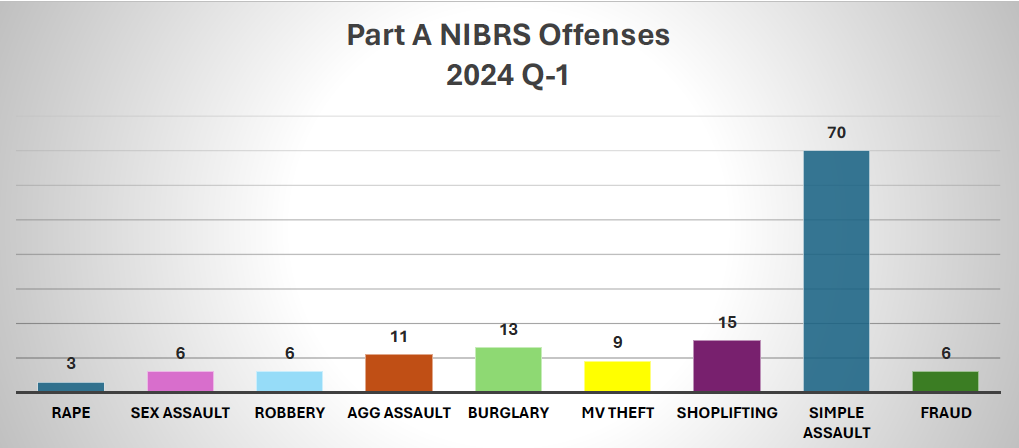 Part A NIBRS Offenses
2024 Q-1
70
15
13
11
9
6
6
6
3
RAPE SEX ASSAULT ROBBERY AGG ASSAULT BURGLARY MV THEFT SHOPLIFTING SIMPLE FRAUD
ASSAULT